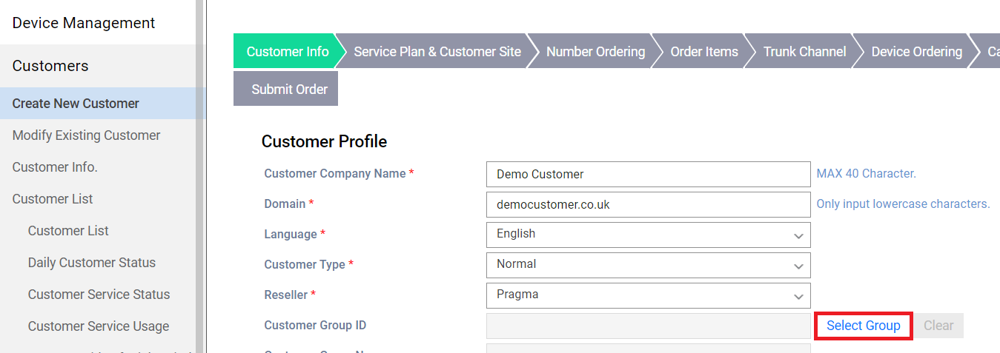 Device Management
Customers
Create New Customer
Modify Existing Customer
Customer Info.
Customer List
Customer List
Daily Customer Status
Customer Service Status
Customer Service Usage
Customer Info
Service Plan & Customer Site
Number Ordering
Order Items
Trunk Channel
Device Ordering
Submit Order
Customer Profile
Customer Company Name * Demo Customer MAX 40 Character.
Domain * democustomer.co.uk Only input lowercase characters.
Language * English
Customer Type * Normal
Reseller * Pragma
Customer Group ID Select Group Clear